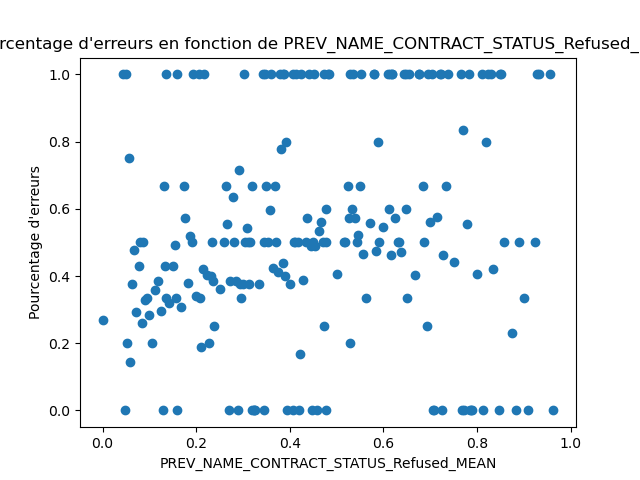 rcentage d'erreurs en fonction de PREV_NAME_CONTRACT_STATUS_Refused_
1.0
0.8
0.6
0.4
0.2
0.0
Pourcentage d'erreurs
0.0 0.2 0.4 0.6 0.8 1.0
PREV_NAME_CONTRACT_STATUS_Refused_MEAN